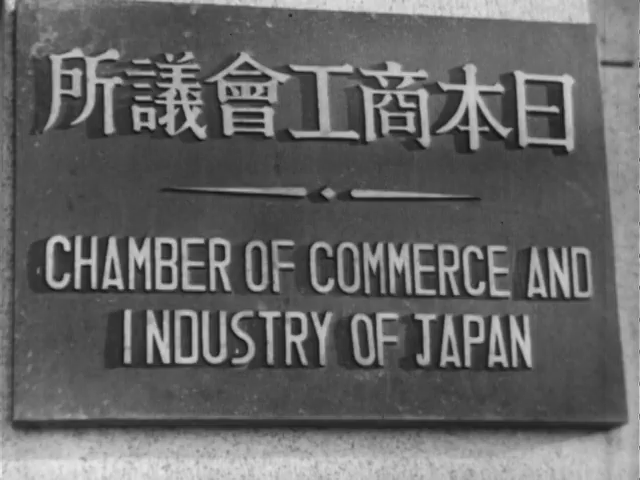 日本商工會議所
CHAMBER OF COMMERCE AND
INDUSTRY OF JAPAN